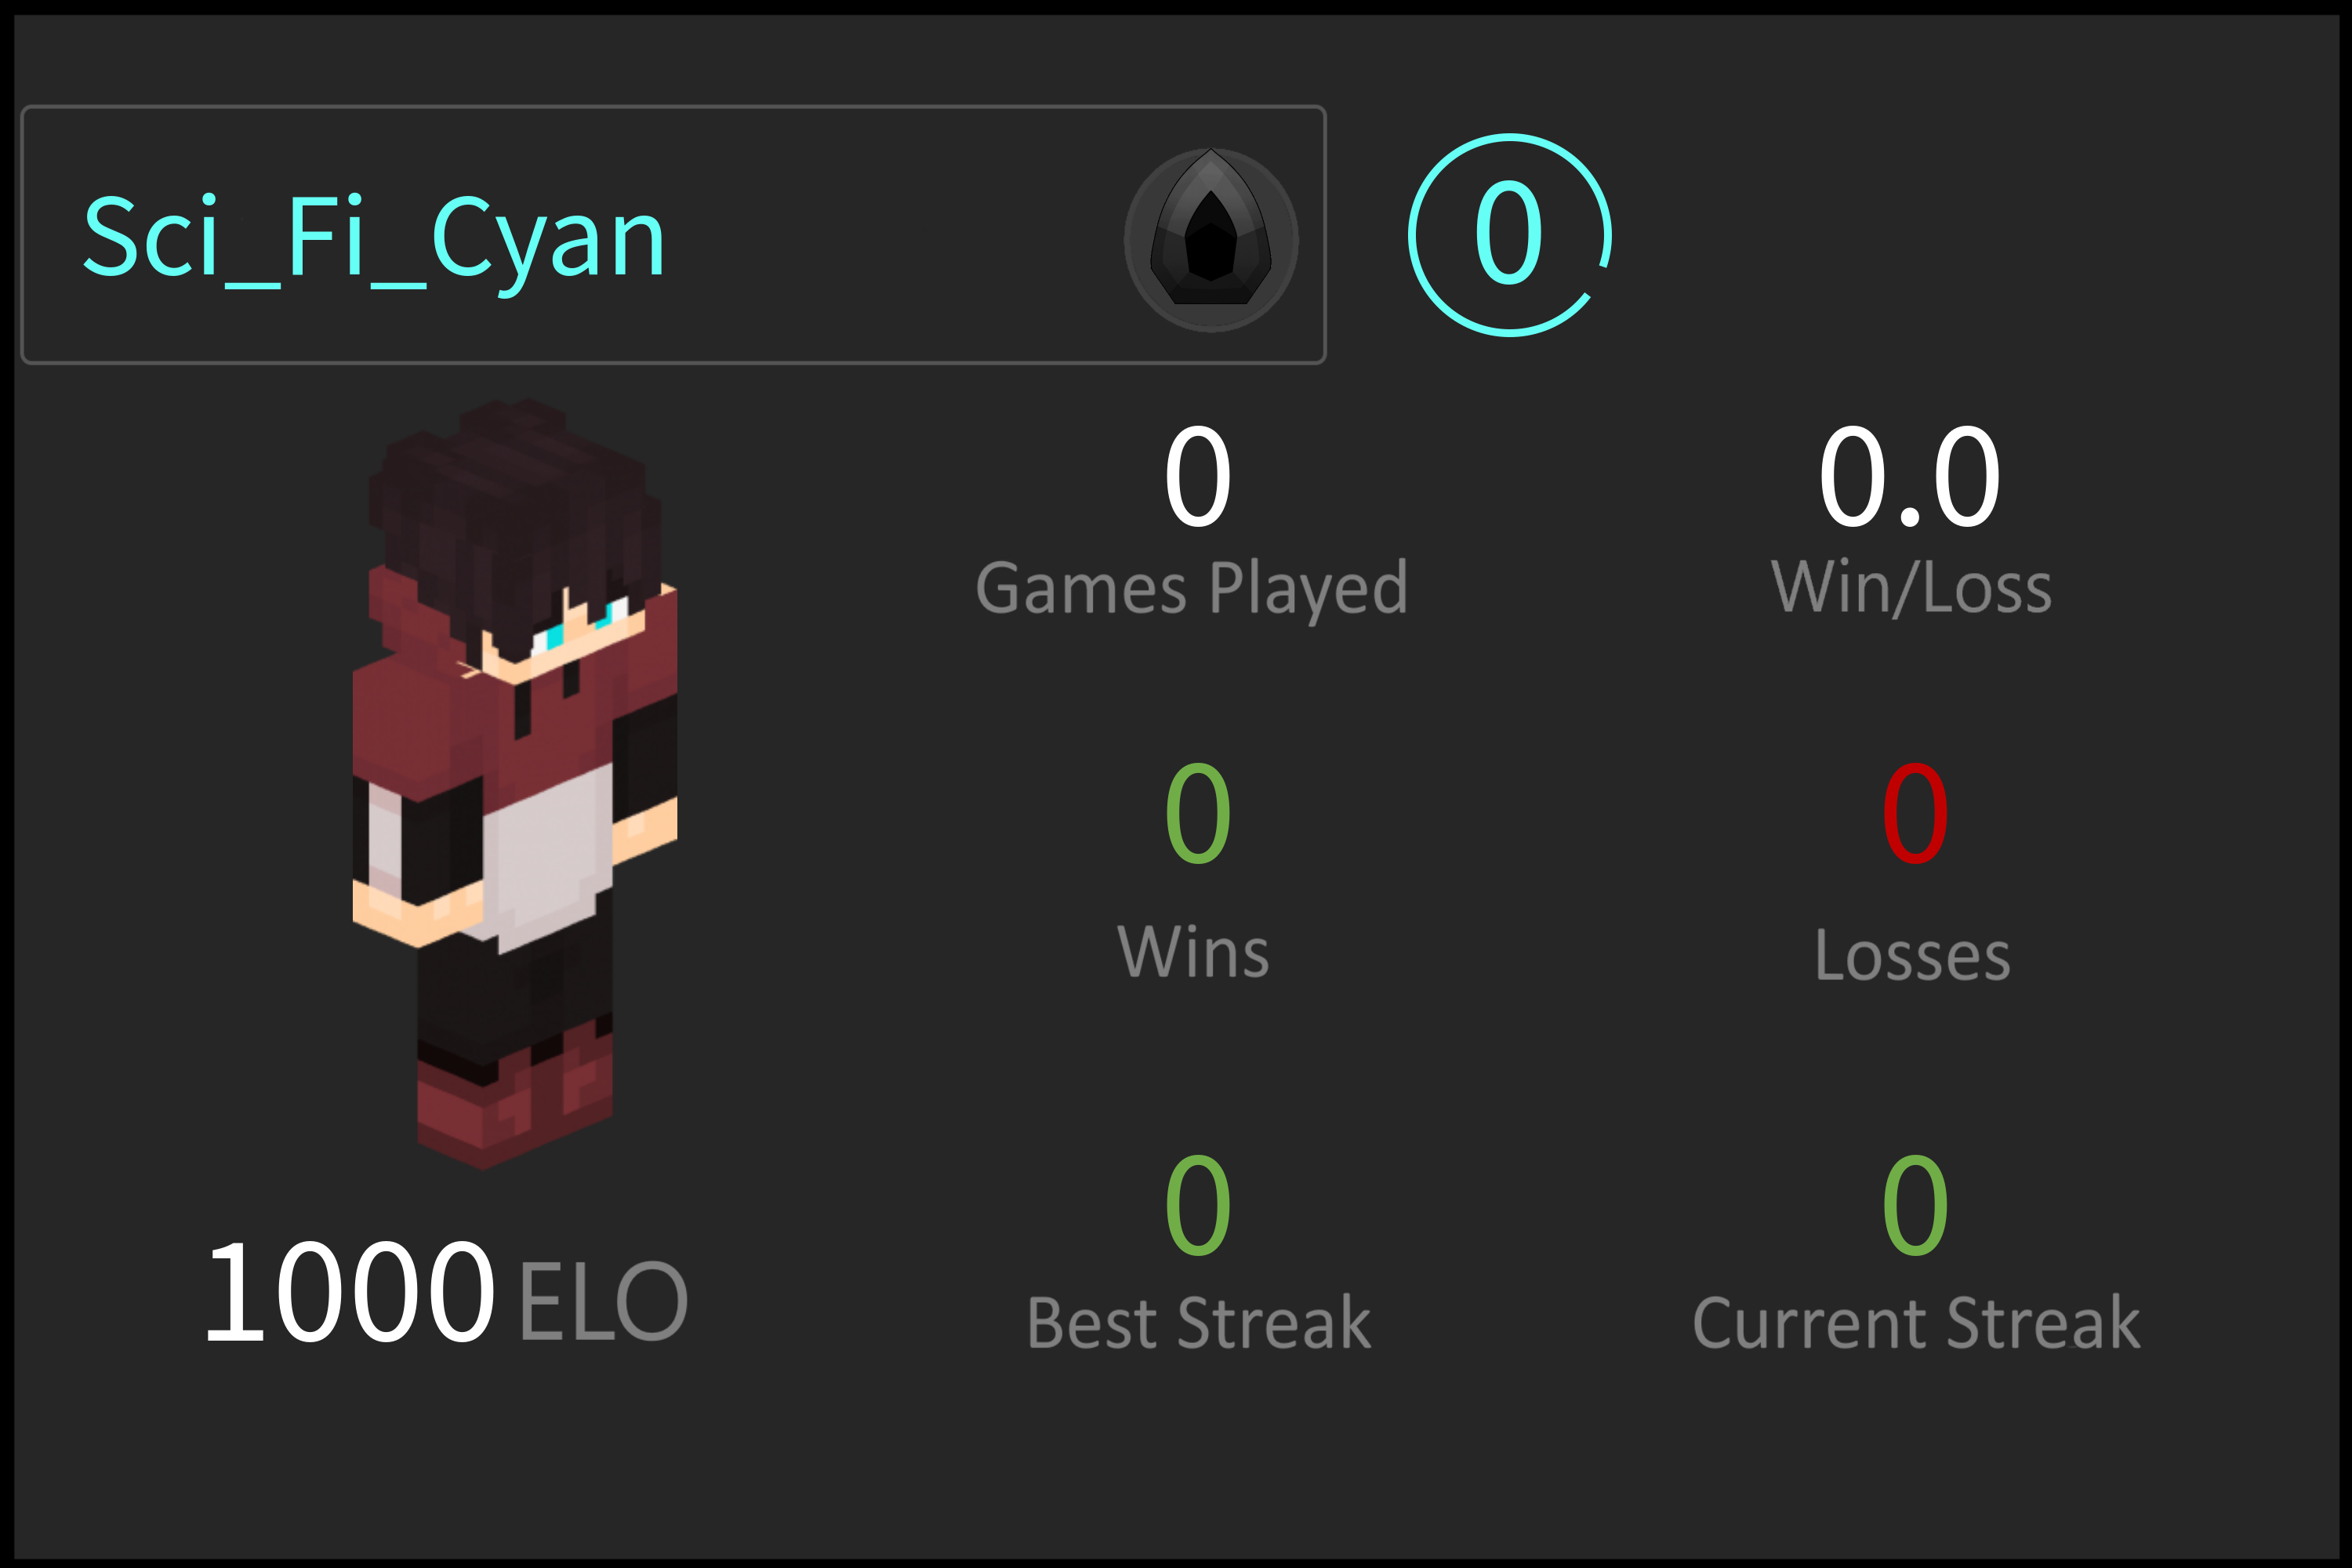 Sci_Fi_Cyan
0
0
0.0
Games Played
Win/Loss
0
0
Wins
Losses
0
0
1000 ELO
Best Streak
Current Streak